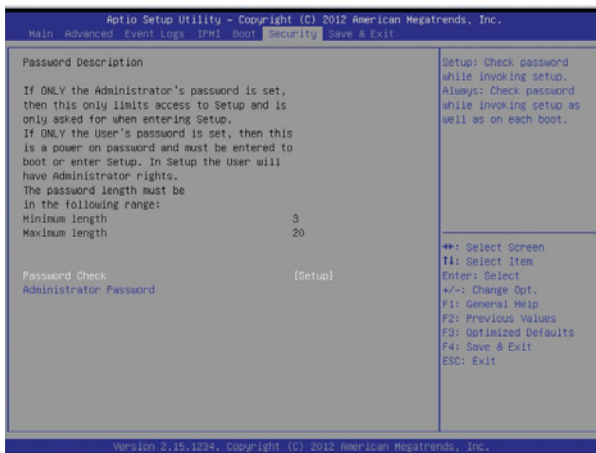 Aptio Setup Utility – Copyright (C) 2012 American Megatrends, Inc.
Main Advanced Event Logs IPMI Boot Security Save & Exit
Password Description
If ONLY the Administrator's password is set,
then this only limits access to Setup and is
only asked for when entering Setup.
If ONLY the User's password is set, then this
is a power on password and must be entered to
boot or enter Setup. In Setup the User will
have Administrator rights.
The password length must be
in the following range:
Minimum length 3
Maximum length 20
Password Check [Setup]
Administrator Password
Setup: Check password
while invoking setup.
Always: Check password
while invoking setup as
well as on each boot.
→←: Select Screen
↑↓: Select Item
Enter: Select
+/-: Change Opt.
F1: General Help
F2: Previous Values
F3: Optimized Defaults
F4: Save & Exit
ESC: Exit
Version 2.15.1234. Copyright (C) 2012 American Megatrends, Inc.